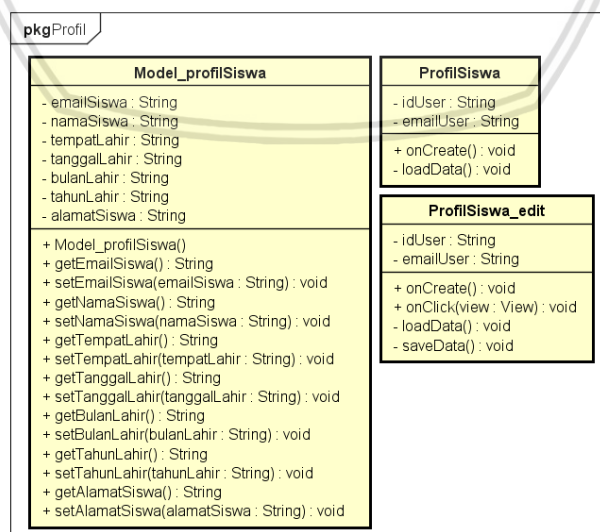 pkgProfil
Model_profilSiswa
- emailSiswa : String
- namaSiswa : String
- tempatLahir : String
- tanggalLahir : String
- bulanLahir : String
- tahunLahir : String
- alamatSiswa : String
+ Model_profilSiswa()
+ getEmailSiswa() : String
+ setEmailSiswa(emailSiswa : String) : void
+ getNamaSiswa() : String
+ setNamaSiswa(namaSiswa : String) : void
+ getTempatLahir() : String
+ setTempatLahir(tempatLahir : String) : void
+ getTanggalLahir() : String
+ setTanggalLahir(tanggalLahir : String) : void
+ getBulanLahir() : String
+ setBulanLahir(bulanLahir : String) : void
+ getTahunLahir() : String
+ setTahunLahir(tahunLahir : String) : void
+ getAlamatSiswa() : String
+ setAlamatSiswa(alamatSiswa : String) : void
ProfilSiswa
- idUser : String
- emailUser : String
+ onCreate() : void
- loadData() : void
ProfilSiswa_edit
- idUser : String
- emailUser : String
+ onCreate() : void
+ onClick(view : View) : void
- loadData() : void
- saveData() : void